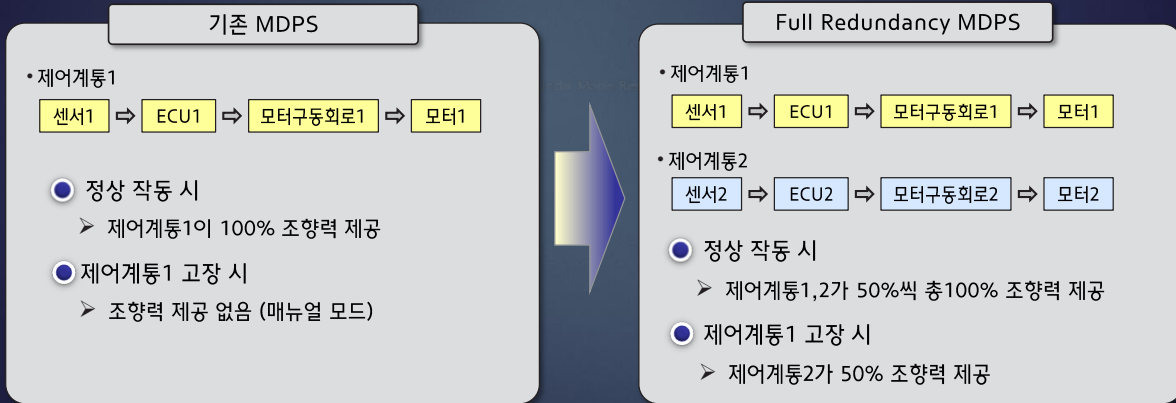 기존 MDPS
• 제어계통1
센서1 ⇨ ECU1 ⇨ 모터구동회로1 ⇨ 모터1
정상 작동 시
➢ 제어계통1이 100% 조향력 제공
제어계통1 고장 시
➢ 조향력 제공 없음 (매뉴얼 모드)
Full Redundancy MDPS
• 제어계통1
센서1 ⇨ ECU1 ⇨ 모터구동회로1 ⇨ 모터1
• 제어계통2
센서2 ⇨ ECU2 ⇨ 모터구동회로2 ⇨ 모터2
정상 작동 시
➢ 제어계통1,2가 50%씩 총100% 조향력 제공
제어계통1 고장 시
➢ 제어계통2가 50% 조향력 제공